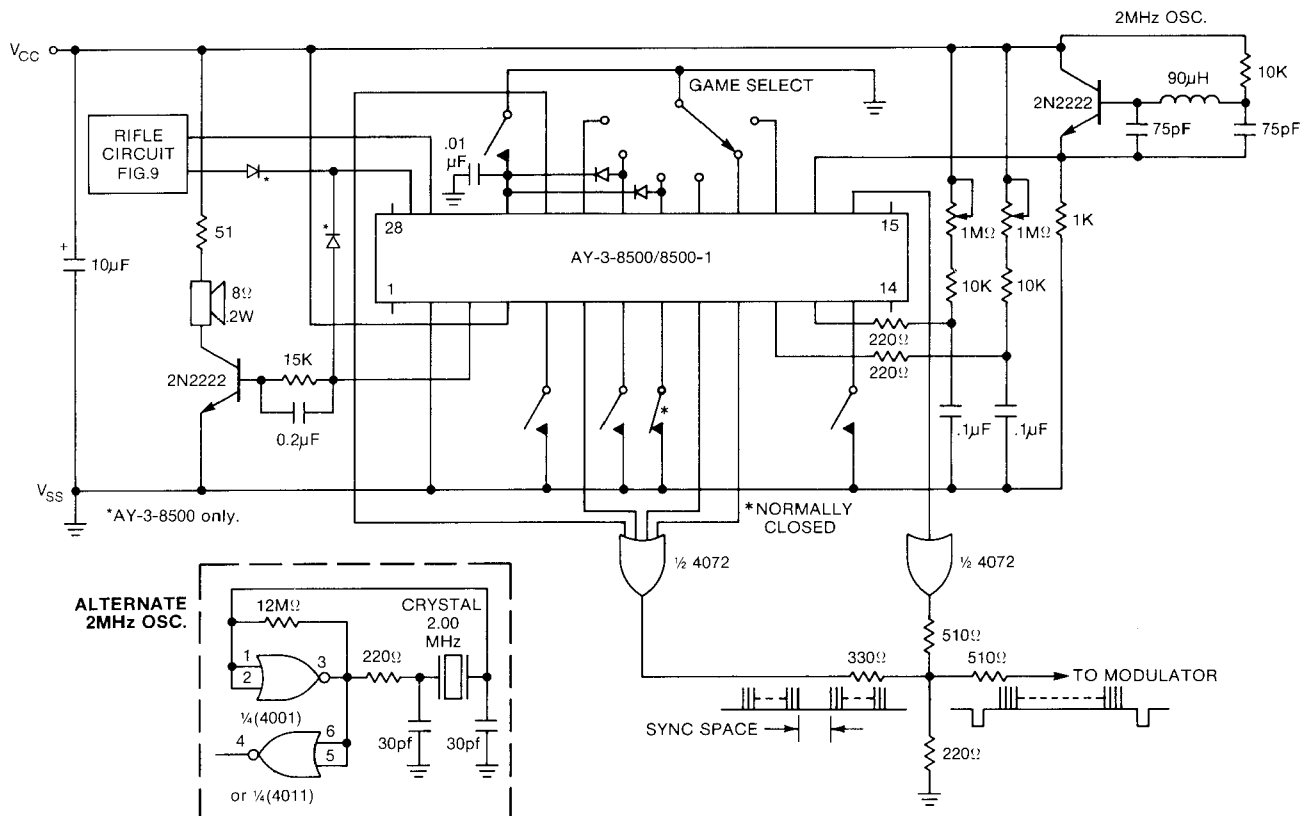 2MHz OSC.
VCC
10K
90µH
GAME SELECT
2N2222
75pF
75pF
RIFLE
CIRCUIT
FIG.9
.01
µF
*
28
15
51
*
AY-3-8500/8500-1
1MΩ
1MΩ
1K
+
10µF
1
14
10K
10K
8Ω
.2W
220Ω
15K
220Ω
2N2222
*
0.2µF
.1µF
.1µF
VSS
*AY-3-8500 only.
*NORMALLY
CLOSED
½ 4072
½ 4072
ALTERNATE
2MHz OSC.
12MΩ
CRYSTAL
2.00
MHz
510Ω
1
2
3
220Ω
330Ω
510Ω
TO MODULATOR
¼(4001)
SYNC SPACE
4
6
5
30pf
30pf
220Ω
or ¼(4011)